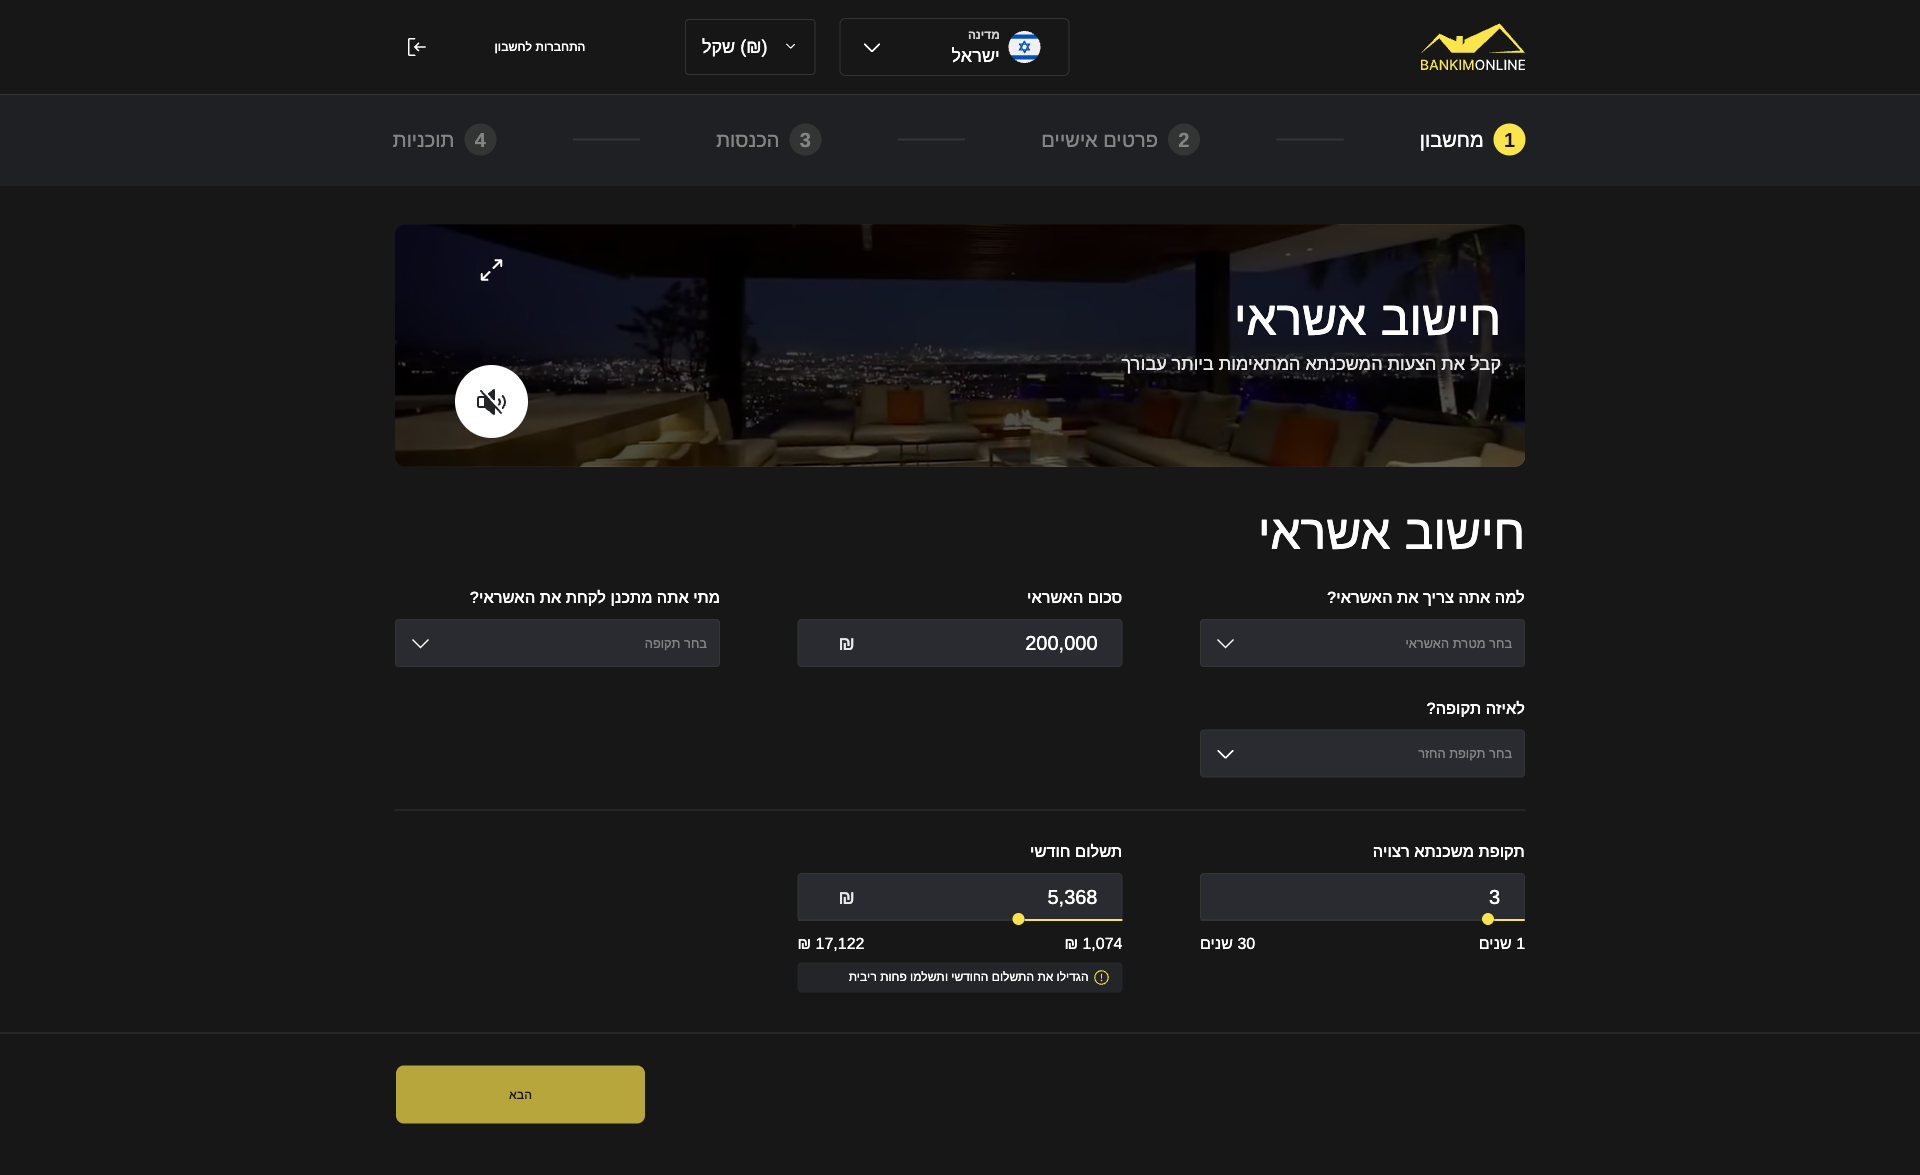 BANKIMONLINE
מדינה
ישראל
(₪) שקל
התחברות לחשבון
1 מחשבון
2 פרטים אישיים
3 הכנסות
4 תוכניות
חישוב אשראי
קבל את הצעות המשכנתא המתאימות ביותר עבורך
חישוב אשראי
למה אתה צריך את האשראי?
בחר מטרת האשראי
סכום האשראי
200,000 ₪
מתי אתה מתכנן לקחת את האשראי?
בחר תקופה
לאיזה תקופה?
בחר תקופת החזר
תקופת משכנתא רצויה
3
1 שנים
30 שנים
תשלום חודשי
5,368 ₪
1,074 ₪
17,122 ₪
הגדילו את התשלום החודשי ותשלמו פחות ריבית
הבא